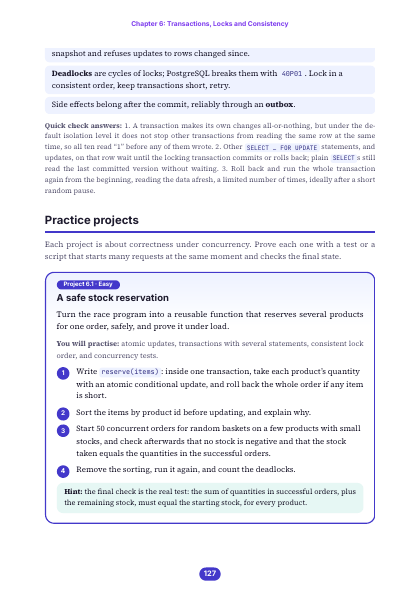 Chapter 6: Transactions, Locks and Consistency
snapshot and refuses updates to rows changed since.
Deadlocks are cycles of locks; PostgreSQL breaks them with 40P01 . Lock in a
consistent order, keep transactions short, retry.
Side effects belong after the commit, reliably through an outbox.
Quick check answers: 1. A transaction makes its own changes all-or-nothing, but under the de-
fault isolation level it does not stop other transactions from reading the same row at the same
time, so all ten read “1” before any of them wrote. 2. Other SELECT … FOR UPDATE statements, and
updates, on that row wait until the locking transaction commits or rolls back; plain SELECT s still
read the last committed version without waiting. 3. Roll back and run the whole transaction
again from the beginning, reading the data afresh, a limited number of times, ideally after a short
random pause.
Practice projects
Each project is about correctness under concurrency. Prove each one with a test or a
script that starts many requests at the same moment and checks the final state.
Project 6.1 · Easy
A safe stock reservation
Turn the race program into a reusable function that reserves several products
for one order, safely, and prove it under load.
You will practise: atomic updates, transactions with several statements, consistent lock
order, and concurrency tests.
1 Write reserve(items) : inside one transaction, take each product’s quantity
with an atomic conditional update, and roll back the whole order if any item
is short.
2 Sort the items by product id before updating, and explain why.
3 Start 50 concurrent orders for random baskets on a few products with small
stocks, and check afterwards that no stock is negative and that the stock
taken equals the quantities in the successful orders.
4 Remove the sorting, run it again, and count the deadlocks.
Hint: the final check is the real test: the sum of quantities in successful orders, plus
the remaining stock, must equal the starting stock, for every product.
127